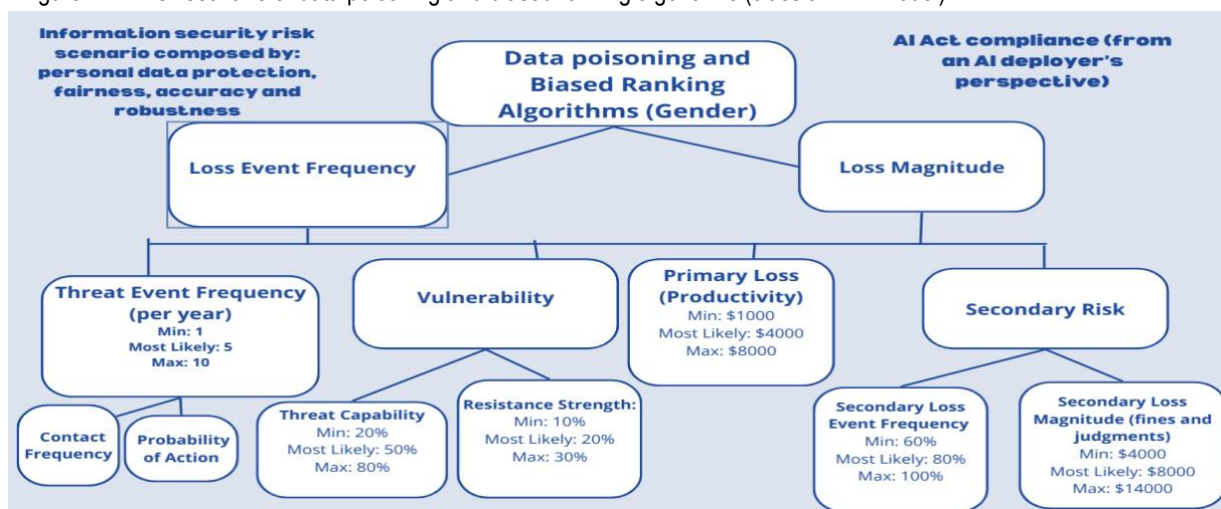 Information security risk
scenario composed by:
personal data protection,
fairness, accuracy and
robustness
Data poisoning and
Biased Ranking
Algorithms (Gender)
AI Act compliance (from
an AI deployer's
perspective)
Loss Event Frequency
Loss Magnitude
Threat Event Frequency
(per year)
Min: 1
Most Likely: 5
Max: 10
Vulnerability
Primary Loss
(Productivity)
Min: $1000
Most Likely: $4000
Max: $8000
Secondary Risk
Contact
Frequency
Probability
of Action
Threat Capability
Min: 20%
Most Likely: 50%
Max: 80%
Resistance Strength:
Min: 10%
Most Likely: 20%
Max: 30%
Secondary Loss
Event Frequency
Min: 60%
Most Likely: 80%
Max: 100%
Secondary Loss
Magnitude (fines and
judgments)
Min: $4000
Most Likely: $8000
Max: $14000